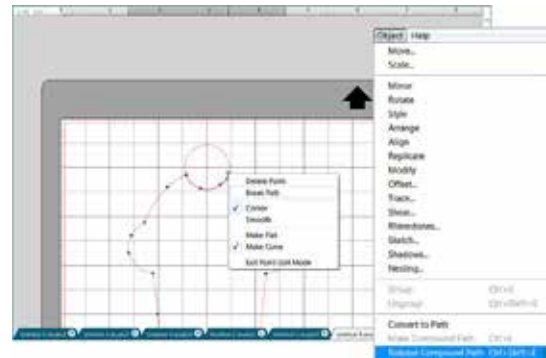 Object Help
Move...
Scale...
Mirror
Rotate
Style
Arrange
Align
Replicate
Modify
Offset...
Trace...
Shear...
Rhinestones...
Sketch...
Shadows...
Nesting...
Group
Ungroup
Convert to Path
Make Compound Path
Release Compound Path
Delete Point
Break Path
✓ Corner
Smooth
Make Flat
✓ Make Curve
Exit Point Edit Mode